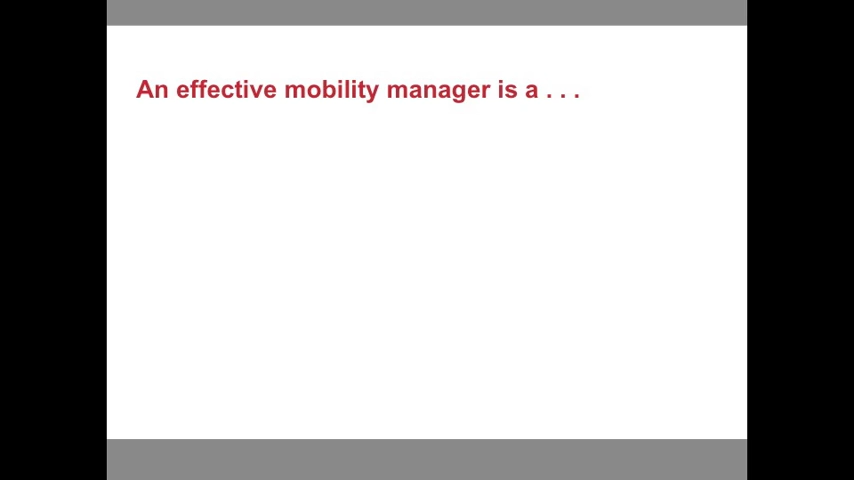 An effective mobility manager is a . . .